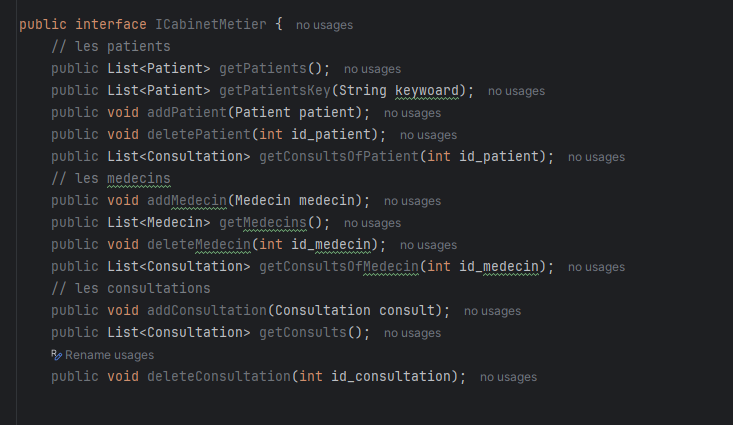 public interface ICabinetMetier { no usages
// les patients
public List<Patient> getPatients(); no usages
public List<Patient> getPatientsKey(String keywoard); no usages
public void addPatient(Patient patient); no usages
public void deletePatient(int id_patient); no usages
public List<Consultation> getConsultsOfPatient(int id_patient); no usages
// les medecins
public void addMedecin(Medecin medecin); no usages
public List<Medecin> getMedecins(); no usages
public void deleteMedecin(int id_medecin); no usages
public List<Consultation> getConsultsOfMedecin(int id_medecin); no usages
// les consultations
public void addConsultation(Consultation consult); no usages
public List<Consultation> getConsults(); no usages
Rename usages
public void deleteConsultation(int id_consultation); no usages